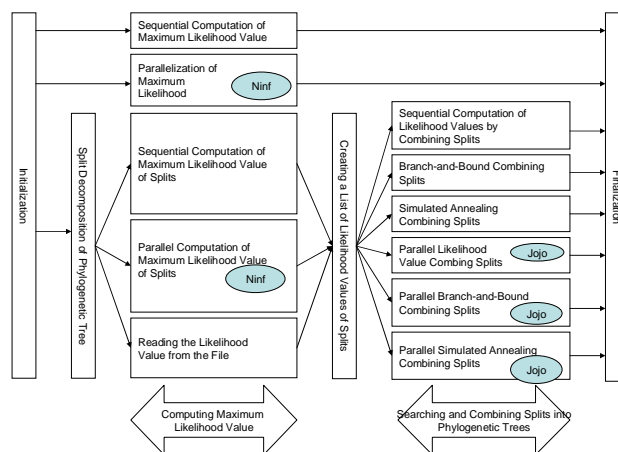 Initialization
Sequential Computation of
Maximum Likelihood Value
Parallelization of
Maximum
Likelihood
Ninf
Split Decomposition of Phylogenetic Tree
Sequential Computation of
Maximum Likelihood Value
of Splits
Parallel Computation of
Maximum Likelihood Value
of Splits
Ninf
Reading the Likelihood
Value from the File
Creating a List of Likelihood Values of Splits
Sequential Computation of
Likelihood Values by
Combining Splits
Branch-and-Bound Combining
Splits
Simulated Annealing
Combining Splits
Parallel Likelihood
Value Combing Splits
Jojo
Parallel Branch-and-Bound
Combining Splits
Jojo
Parallel Simulated Annealing
Combining Splits
Jojo
Finalization
Computing Maximum
Likelihood Value
Searching and Combining Splits into
Phylogenetic Trees